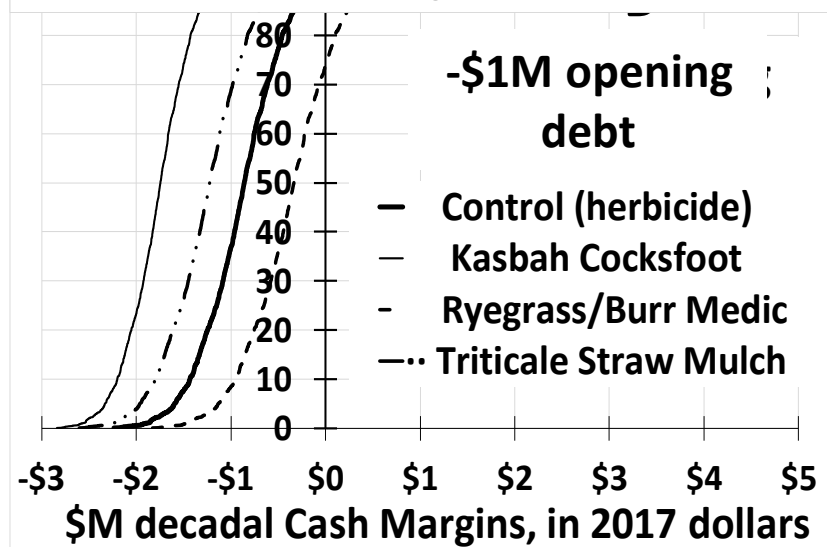 80
-$1M opening
70
debt
60
50
Control (herbicide)
40
Kasbah Cocksfoot
30
Ryegrass/Burr Medic
20
Triticale Straw Mulch
10
0
-$3 -$2 -$1 $0 $1 $2 $3 $4 $5
$M decadal Cash Margins, in 2017 dollars